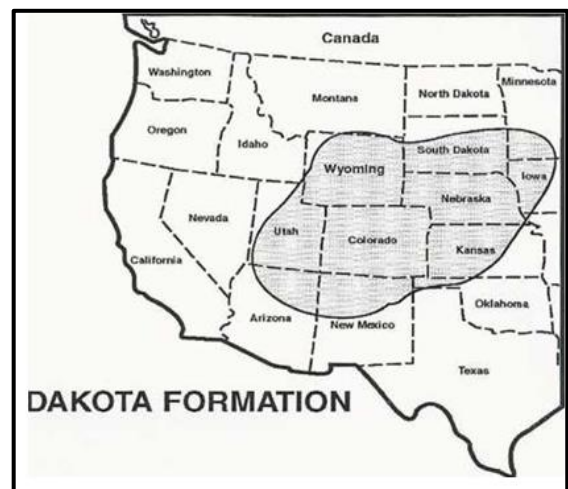 Canada
Washington
Montana
North Dakota
Minnesota
Oregon
Idaho
Wyoming
South Dakota
Iowa
Nebraska
Nevada
Utah
Colorado
Kansas
California
Oklahoma
Arizona
New Mexico
Texas
DAKOTA FORMATION